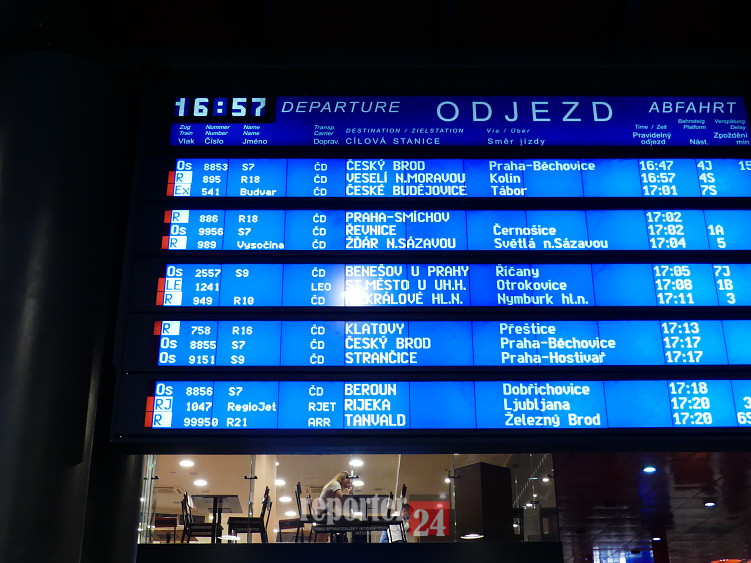 16:57 DEPARTURE ODJEZD ABFAHRT
Zug Nummer Name Transp. DESTINATION / ZIELSTATION Via / Über Time / Zeit Bahnsteig Verspätung
Train Number Name Carrier Pravidelný Platform Delay
Vlak Číslo Jméno Doprav. CÍLOVÁ STANICE Směr jízdy odjezd Nást. Zpoždění min
Os 8853 S7 ČD ČESKÝ BROD Praha-Běchovice 16:47 4J 15
R 895 R18 ČD VESELÍ N.MORAVOU Kolín 16:57 4S
Ex 541 Budvar ČD ČESKÉ BUDĚJOVICE Tábor 17:01 7S
R 886 R18 ČD PRAHA-SMÍCHOV 17:02
Os 9956 S7 ČD ŘEVNICE Černošice 17:02 1A
R 989 Vysočina ČD ŽĎÁR N.SÁZAVOU Světlá n.Sázavou 17:04 5
Os 2557 S9 ČD BENEŠOV U PRAHY Říčany 17:05 7J
LE 1241 LEO ST.MĚSTO U UH.H. Otrokovice 17:08 1B
R 949 R10 ČD H.KRÁLOVÉ HL.N. Nymburk hl.n. 17:11 3
R 758 R16 ČD KLATOVY Přeštice 17:13
Os 8855 S7 ČD ČESKÝ BROD Praha-Běchovice 17:17
Os 9151 S9 ČD STRANČICE Praha-Hostivař 17:17
Os 8856 S7 ČD BEROUN Dobřichovice 17:18
RJ 1047 RegioJet RJET RIJEKA Ljubljana 17:20 3
R 99950 R21 ARR TANVALD Železný Brod 17:20 6S
reporter 24